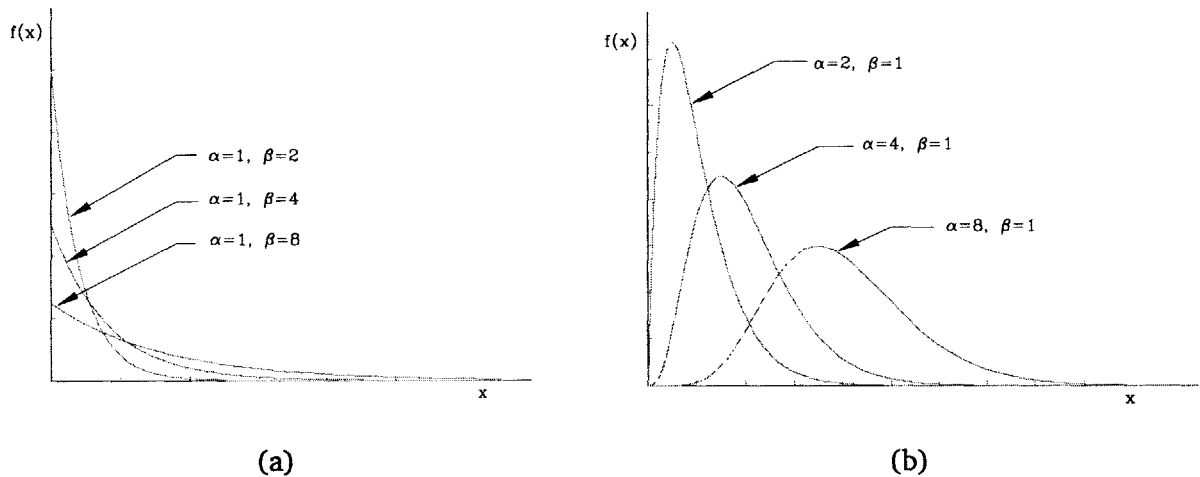 f(x)
α=1, β=2
α=1, β=4
α=1, β=8
x
(a)
f(x)
α=2, β=1
α=4, β=1
α=8, β=1
x
(b)